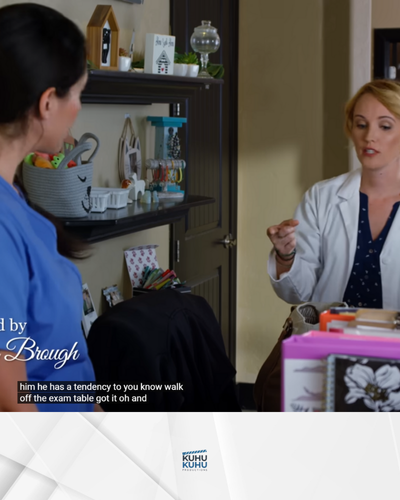 d by
Brough
him he has a tendency to you know walk
off the exam table got it oh and
KUHU
KUHU
PRODUCTIONS